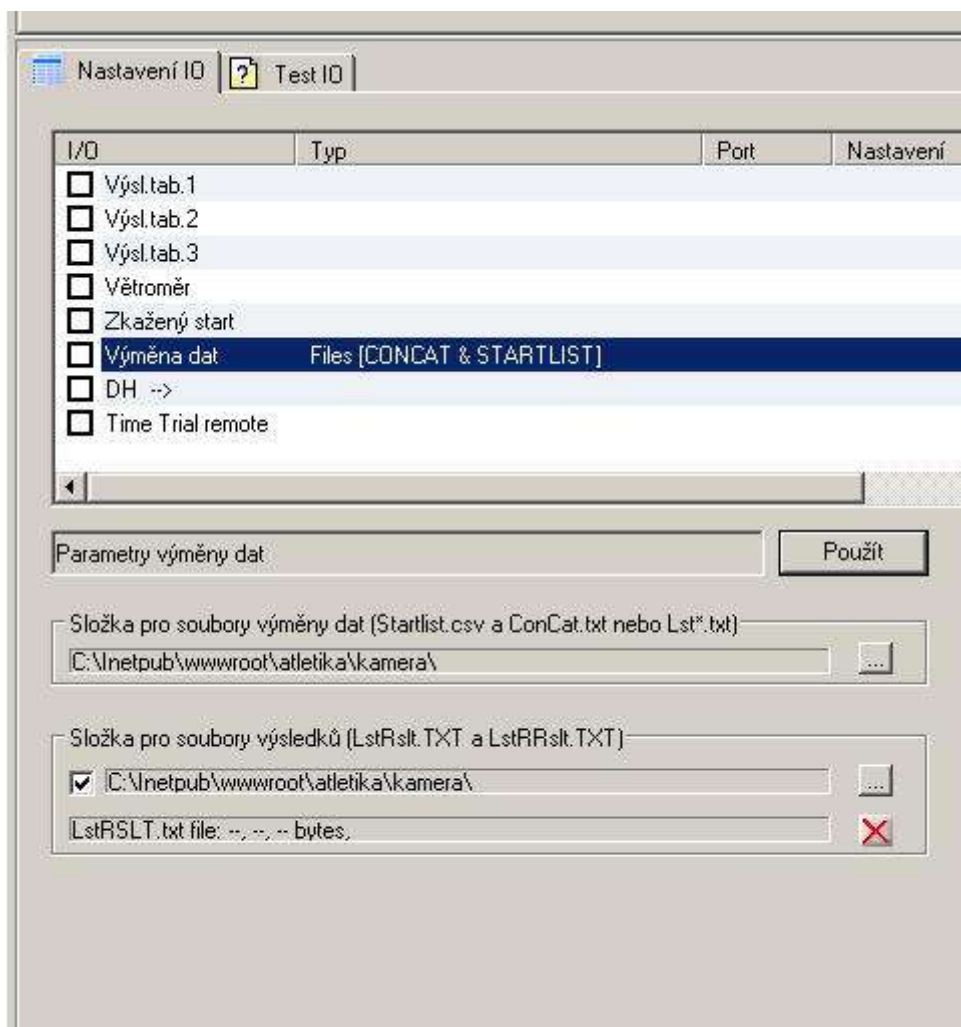 Nastavení IO ? Test IO
I/O Typ Port Nastavení
Výsl.tab.1
Výsl.tab.2
Výsl.tab.3
Větroměr
Zkažený start
Výměna dat Files [CONCAT & STARTLIST]
DH -->
Time Trial remote
Parametry výměny dat Použít
Složka pro soubory výměny dat (Startlist.csv a ConCat.txt nebo Lst*.txt)
C:\Inetpub\wwwroot\atletika\kamera\ ...
Složka pro soubory výsledků (LstRslt.TXT a LstRRslt.TXT)
C:\Inetpub\wwwroot\atletika\kamera\ ...
LstRSLT.txt file: --, --, -- bytes,